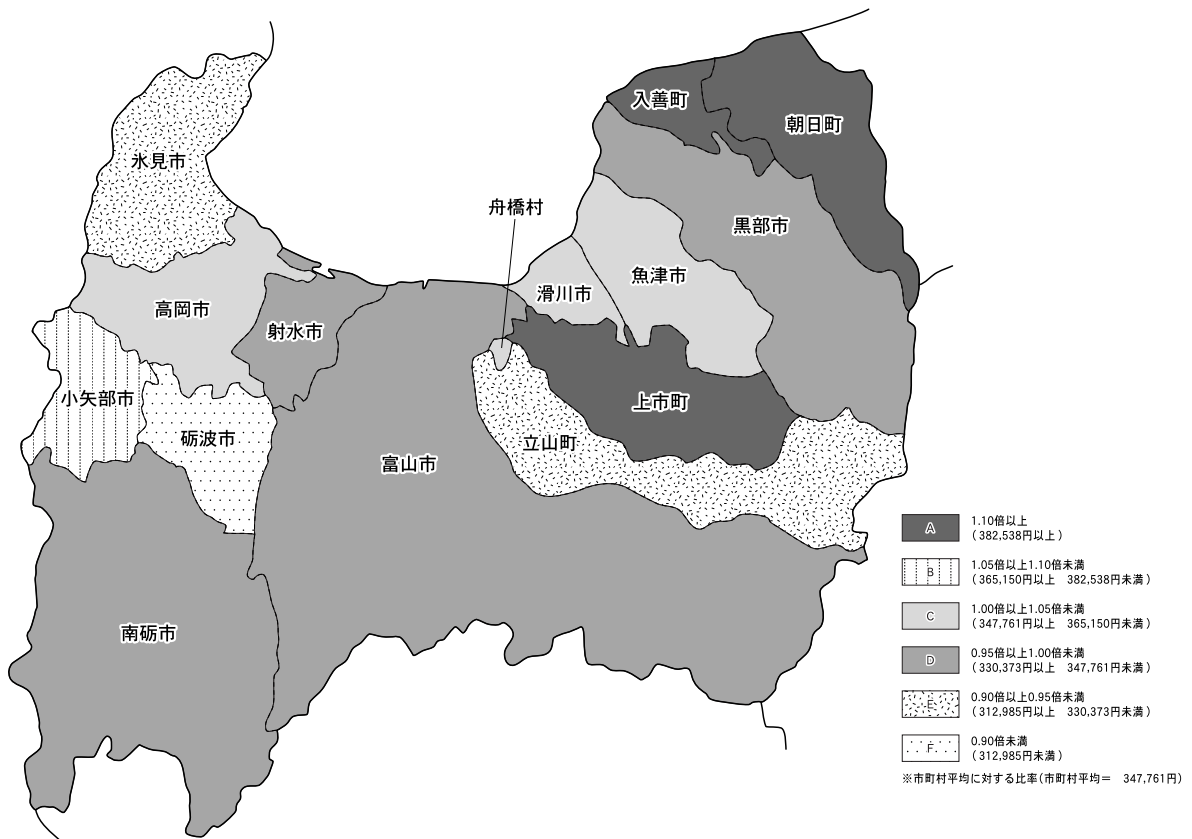 入善町
朝日町
氷見市
舟橋村
黒部市
魚津市
滑川市
高岡市
射水市
小矢部市
上市町
砺波市
立山町
富山市
南砺市
A
1.10倍以上
(382,538円以上)
B
1.05倍以上1.10倍未満
(365,150円以上　382,538円未満)
C
1.00倍以上1.05倍未満
(347,761円以上　365,150円未満)
D
0.95倍以上1.00倍未満
(330,373円以上　347,761円未満)
E
0.90倍以上0.95倍未満
(312,985円以上　330,373円未満)
F
0.90倍未満
(312,985円未満)
※市町村平均に対する比率(市町村平均＝　347,761円)